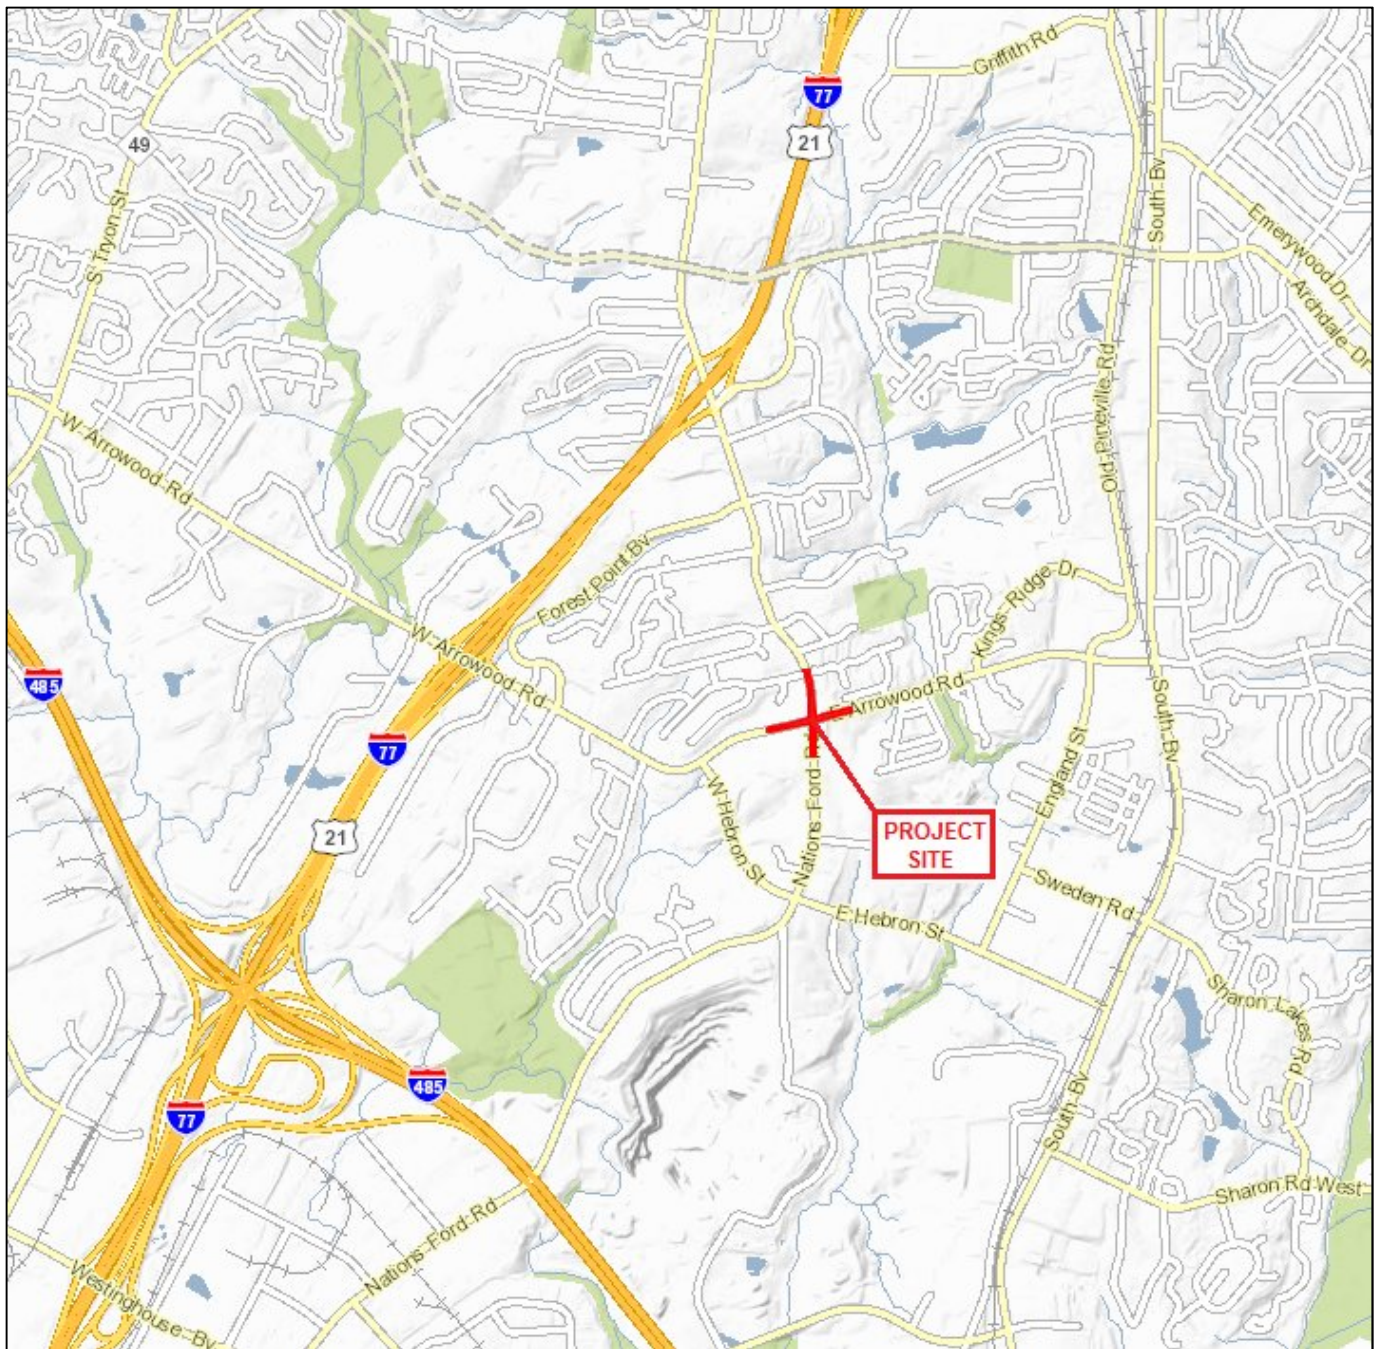 Griffith Rd
77
21
49
S Tryon St
South Bv
Emerywood Dr
Archdale Dr
Old Pineville Rd
W Arrowood Rd
Forest Point Bv
Kings Ridge Dr
W Arrowood Rd
485
E Arrowood Rd
South Bv
77
England St
W Hebron St
Nations Ford Rd
PROJECT
SITE
21
Sweden Rd
E Hebron St
Sharon Lakes Rd
485
77
South Bv
Sharon Rd West
Nations Ford Rd
Westinghouse Bv